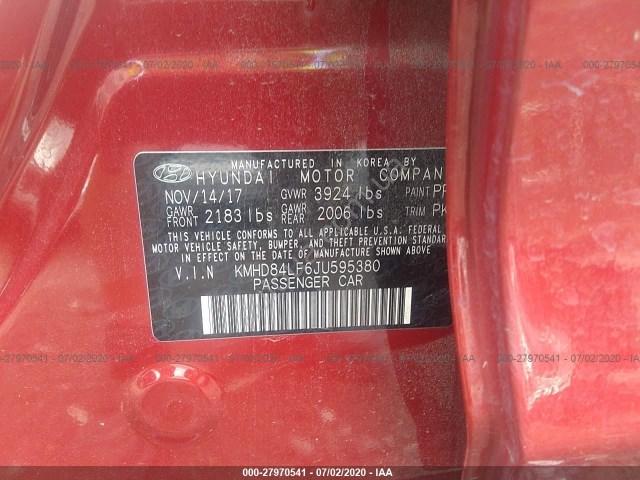 MANUFACTURED IN KOREA BY
HYUNDAI MOTOR COMPAN
NOV/14/17 GVWR 3924 lbs PAINT PR
GAWR FRONT 2183 lbs GAWR REAR 2006 lbs TRIM PK
THIS VEHICLE CONFORMS TO ALL APPLICABLE U.S.A. FEDERAL
MOTOR VEHICLE SAFETY, BUMPER, AND THEFT PREVENTION STANDARDS
IN EFFECT ON THE DATE OF MANUFACTURE SHOWN ABOVE
V.I.N KMHD84LF6JU595380
PASSENGER CAR
000-27970541 - 07/02/2020 - IAA